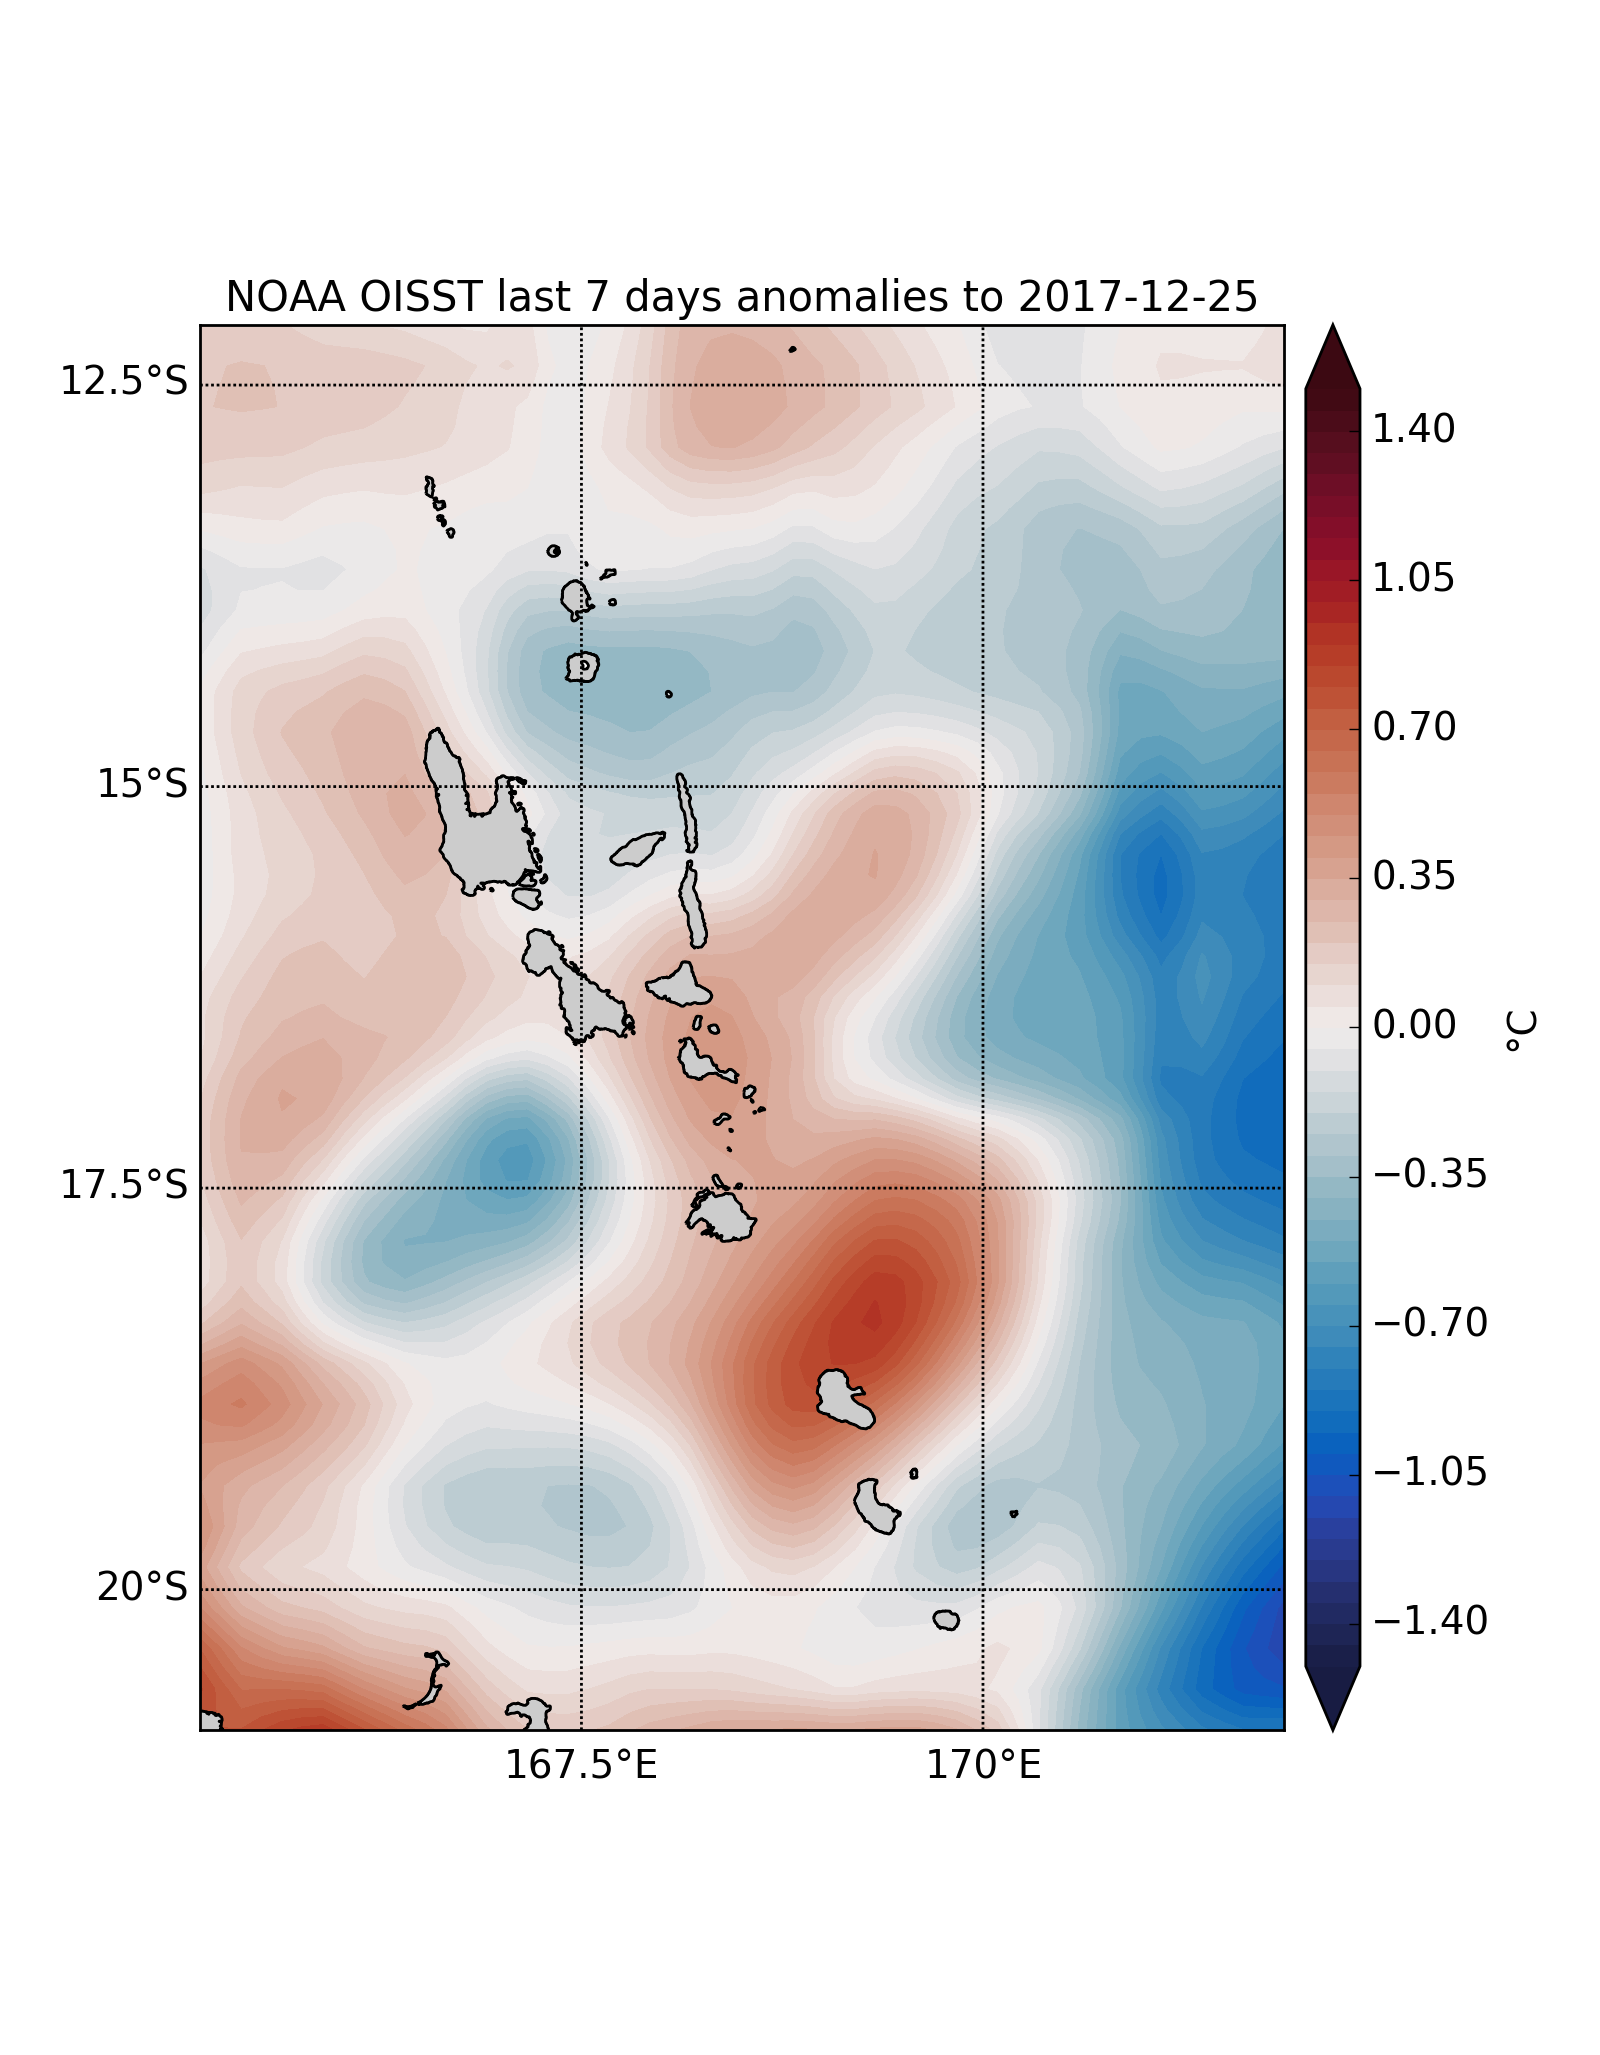 NOAA OISST last 7 days anomalies to 2017-12-25
12.5°S
15°S
17.5°S
20°S
167.5°E
170°E
1.40
1.05
0.70
0.35
0.00
−0.35
−0.70
−1.05
−1.40
°C